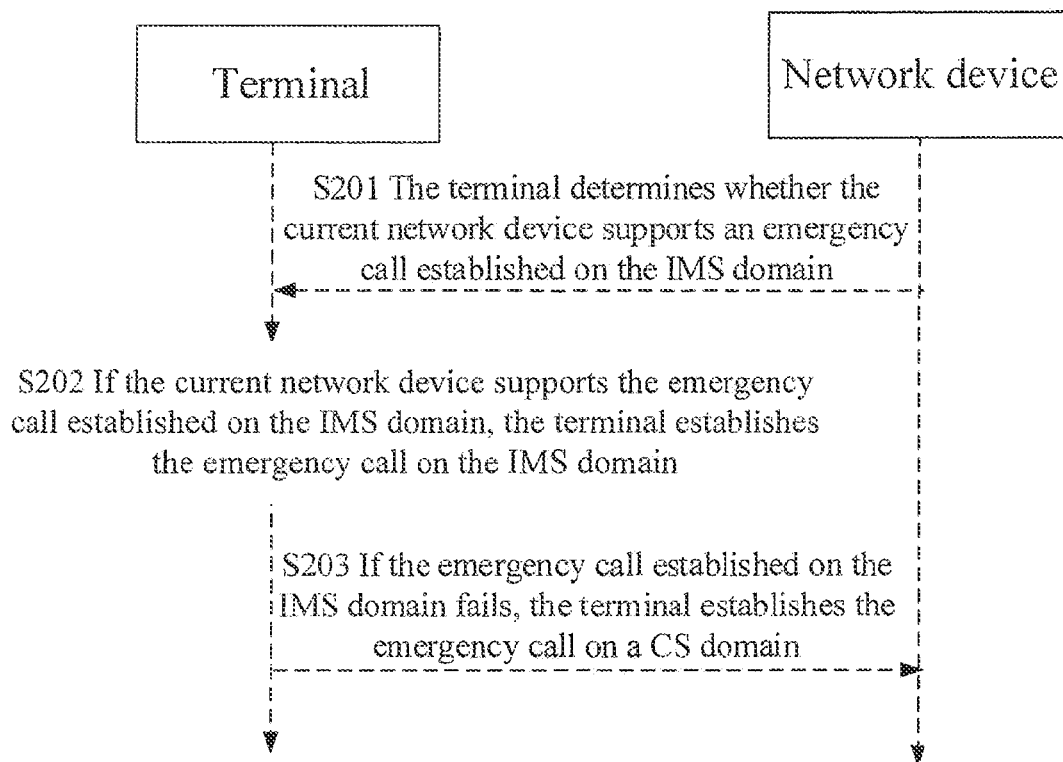 Terminal
Network device
S201 The terminal determines whether the
current network device supports an emergency
call established on the IMS domain
S202 If the current network device supports the emergency
call established on the IMS domain, the terminal establishes
the emergency call on the IMS domain
S203 If the emergency call established on the
IMS domain fails, the terminal establishes the
emergency call on a CS domain